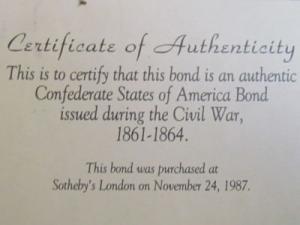 Certificate of Authenticity
This is to certify that this bond is an authentic
Confederate States of America Bond
issued during the Civil War,
1861-1864.
This bond was purchased at
Sotheby's London on November 24, 1987.